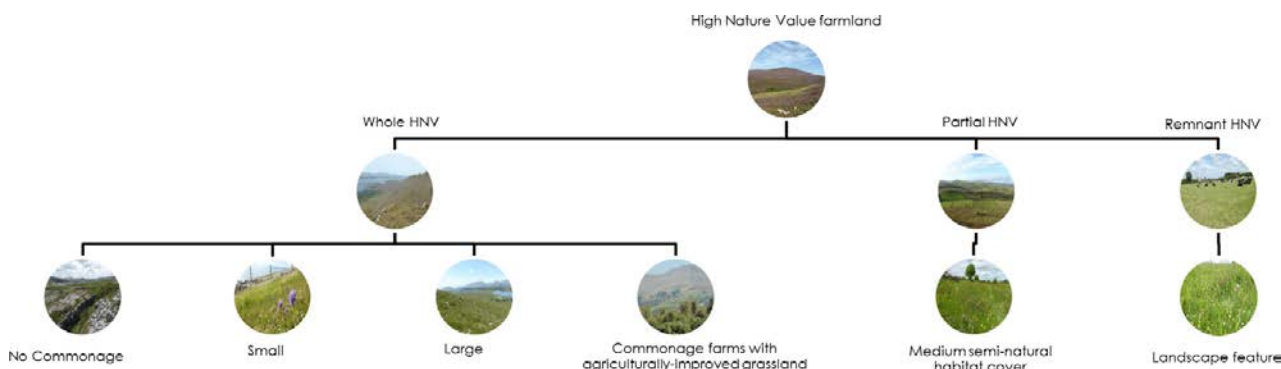 High Nature Value farmland
Whole HNV
Partial HNV
Remnant HNV
No Commonage
Small
Large
Commonage farms with
agriculturally-improved grassland
Medium semi-natural
habitat cover
Landscape feature